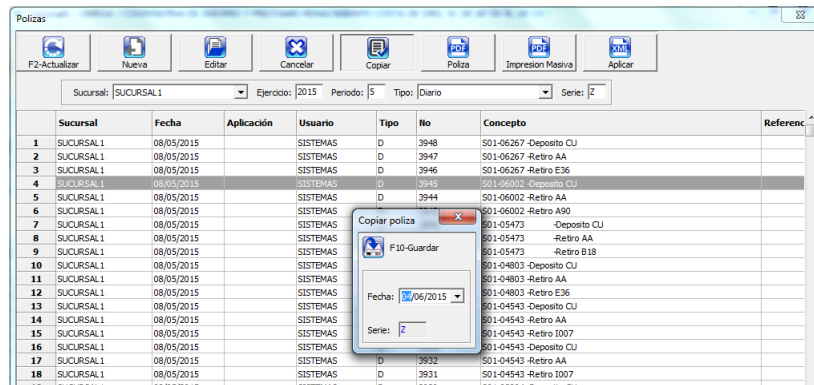 Polizas
F2-Actualizar Nueva Editar Cancelar Copiar PDF Poliza PDF Impresion Masiva XML Aplicar
Sucursal: SUCURSAL1 Ejercicio: 2015 Periodo: 5 Tipo: Diario Serie: Z
Sucursal Fecha Aplicación Usuario Tipo No Concepto Referenc
1 SUCURSAL1 08/05/2015 SISTEMAS D 3948 S01-06267 -Deposito CU
2 SUCURSAL1 08/05/2015 SISTEMAS D 3947 S01-06267 -Retiro AA
3 SUCURSAL1 08/05/2015 SISTEMAS D 3946 S01-06267 -Retiro E36
4 SUCURSAL1 08/05/2015 SISTEMAS D 3945 S01-06002 -Deposito CU
5 SUCURSAL1 08/05/2015 SISTEMAS D 3944 S01-06002 -Retiro AA
6 SUCURSAL1 08/05/2015 SISTEMAS S01-06002 -Retiro A90
7 SUCURSAL1 08/05/2015 SISTEMAS S01-05473 -Deposito CU
8 SUCURSAL1 08/05/2015 SISTEMAS S01-05473 -Retiro AA
9 SUCURSAL1 08/05/2015 SISTEMAS S01-05473 -Retiro B18
10 SUCURSAL1 08/05/2015 SISTEMAS S01-04803 -Deposito CU
11 SUCURSAL1 08/05/2015 SISTEMAS S01-04803 -Retiro AA
12 SUCURSAL1 08/05/2015 SISTEMAS S01-04803 -Retiro E36
13 SUCURSAL1 08/05/2015 SISTEMAS S01-04543 -Deposito CU
14 SUCURSAL1 08/05/2015 SISTEMAS S01-04543 -Retiro AA
15 SUCURSAL1 08/05/2015 SISTEMAS S01-04543 -Retiro I007
16 SUCURSAL1 08/05/2015 SISTEMAS S01-04543 -Deposito CU
17 SUCURSAL1 08/05/2015 SISTEMAS D 3932 S01-04543 -Retiro AA
18 SUCURSAL1 08/05/2015 SISTEMAS D 3931 S01-04543 -Retiro I007
Copiar poliza
F10-Guardar
Fecha: 04/06/2015
Serie: Z